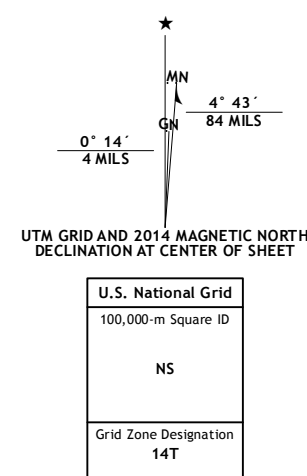 MN
4° 43´
84 MILS
GN
0° 14´
4 MILS
UTM GRID AND 2014 MAGNETIC NORTH
DECLINATION AT CENTER OF SHEET
U.S. National Grid
100,000-m Square ID
NS
Grid Zone Designation
14T